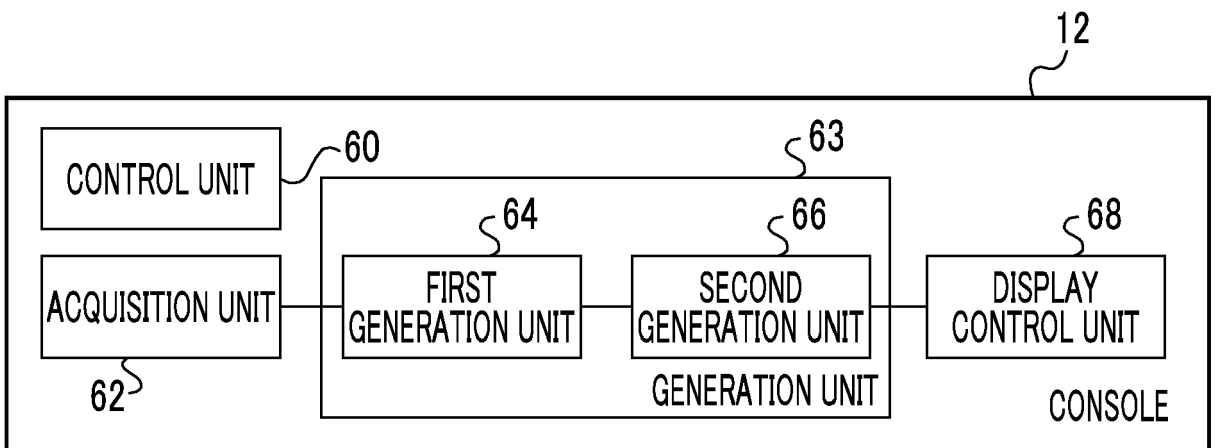 12
CONTROL UNIT
60
63
64
66
68
ACQUISITION UNIT
62
FIRST
GENERATION UNIT
SECOND
GENERATION UNIT
DISPLAY
CONTROL UNIT
GENERATION UNIT
CONSOLE